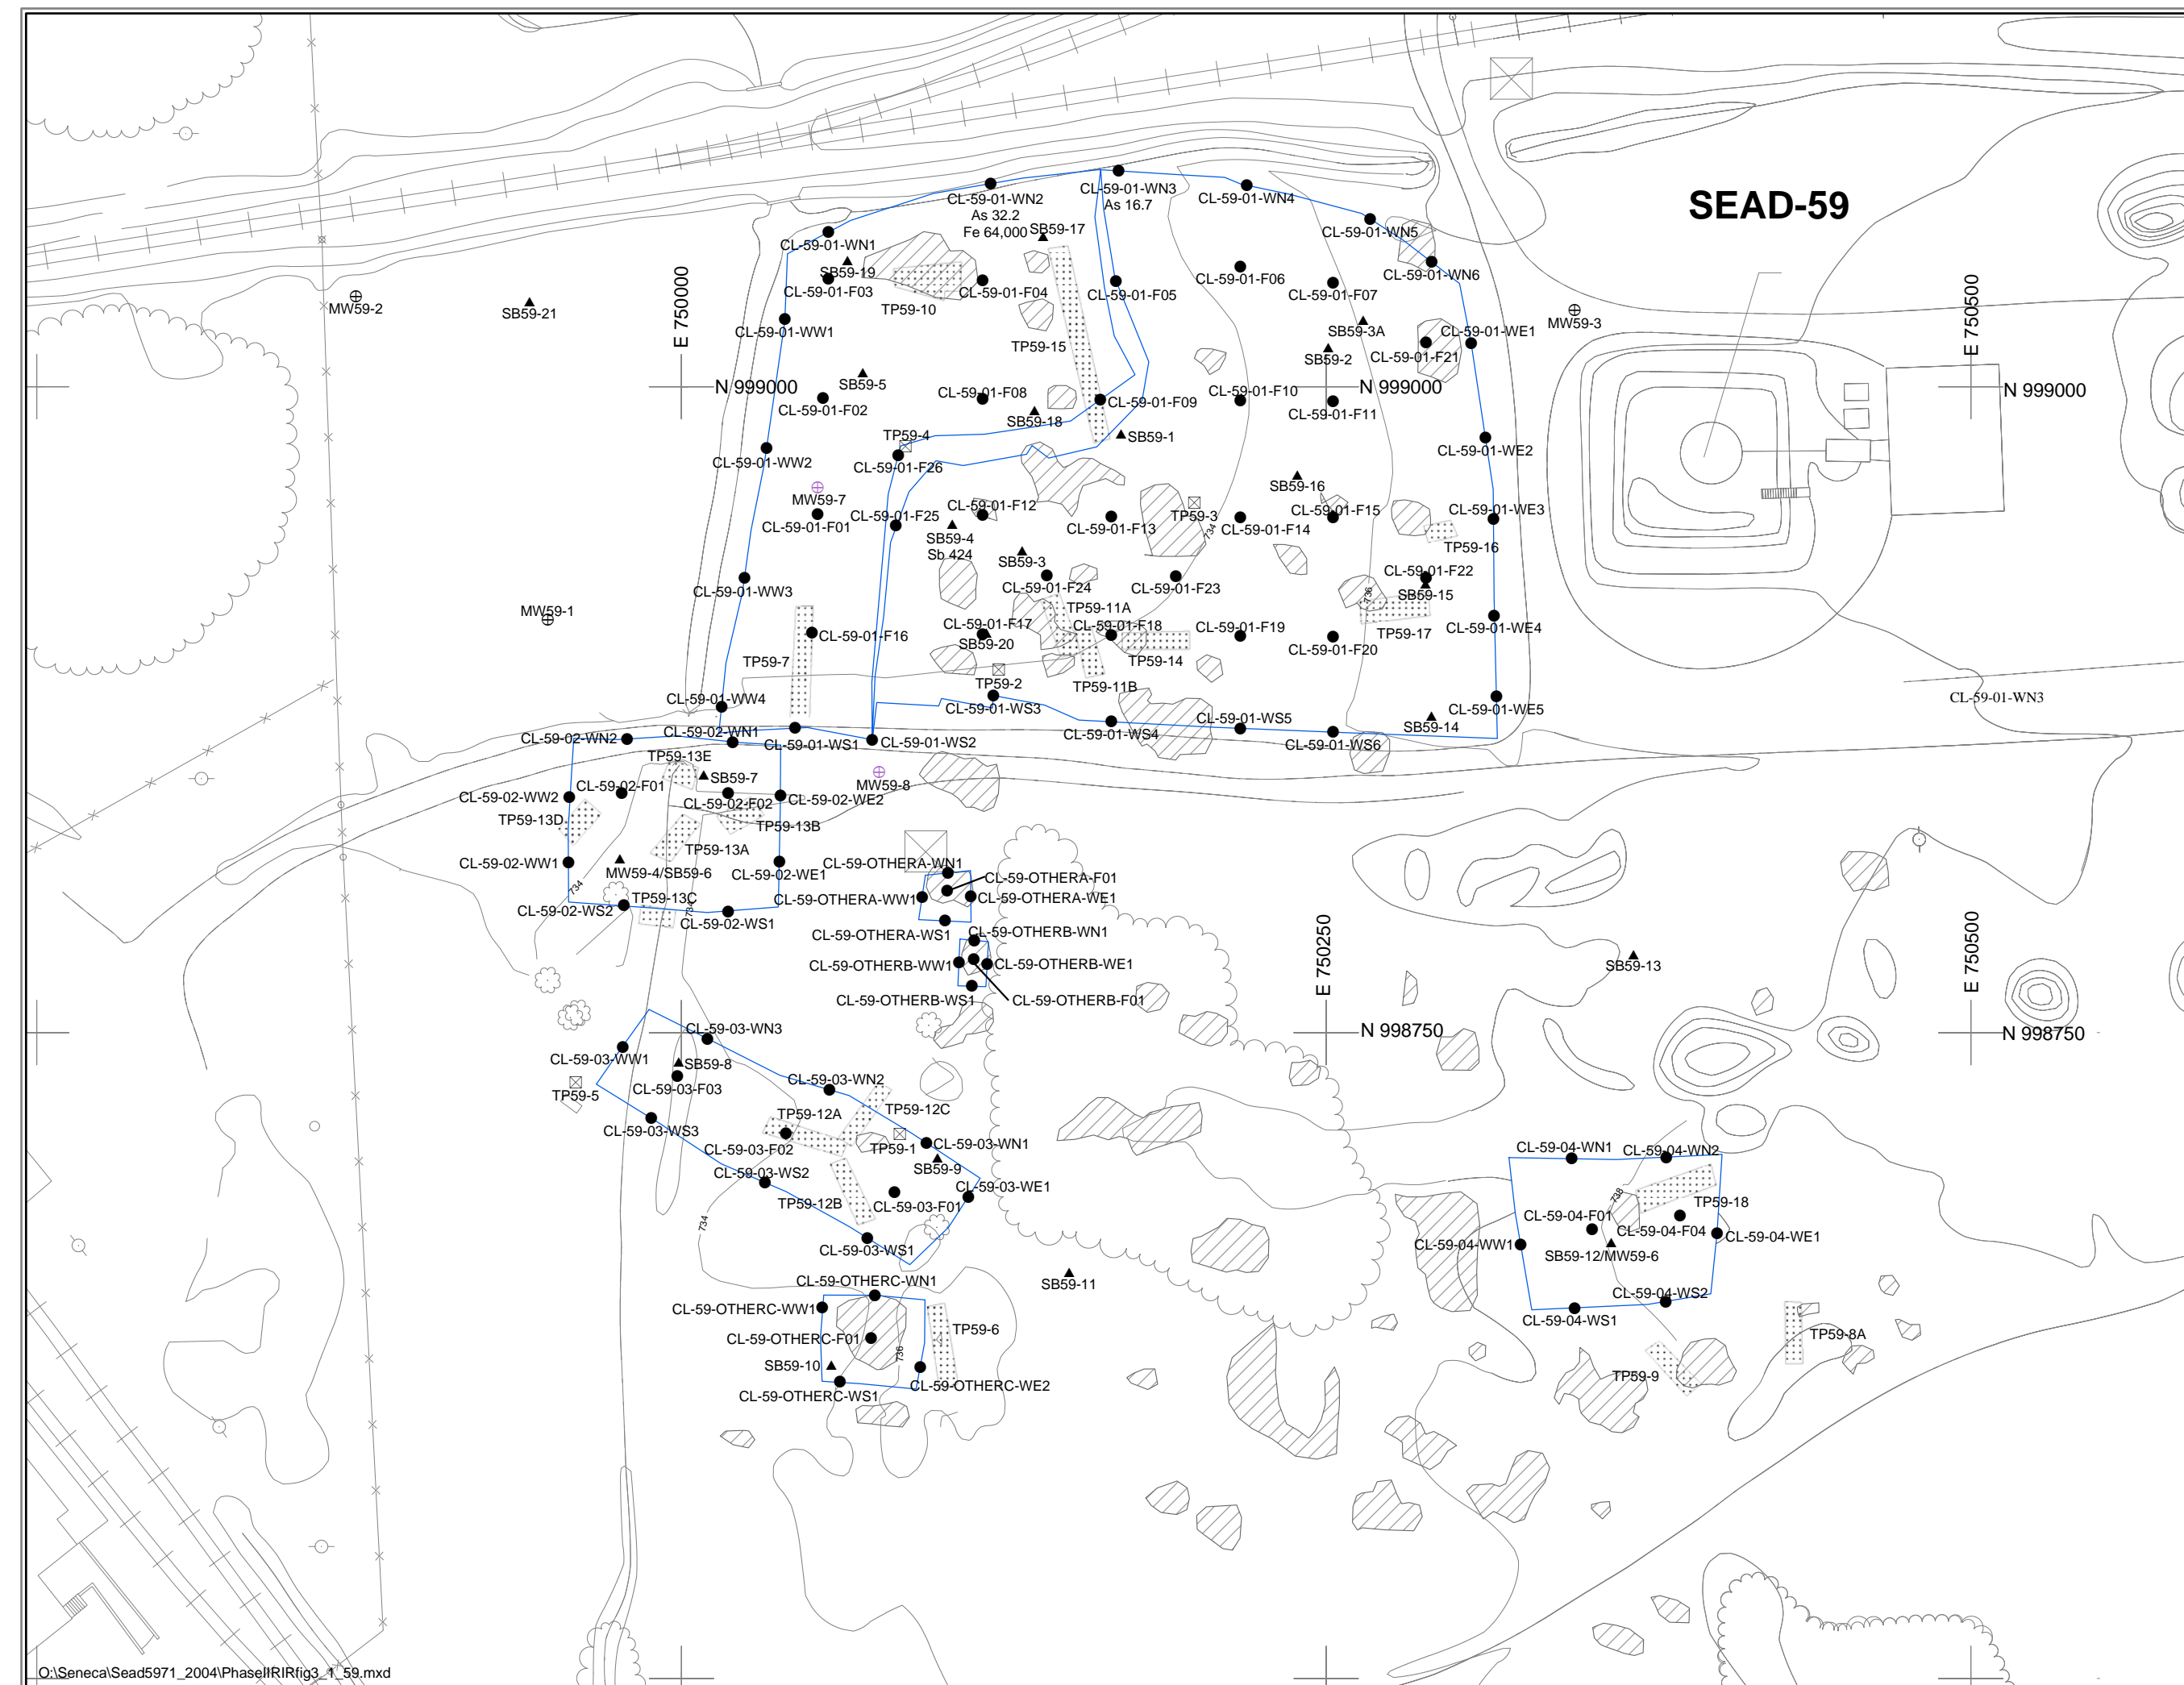 SEAD-59
CL-59-01-WN2
As 32.2
Fe 64,000
CL-59-01-WN3
As 16.7
CL-59-01-WN4
CL-59-01-WN5
CL-59-01-WN1
SB59-17
SB59-19
CL-59-01-F03
TP59-10
CL-59-01-F04
CL-59-01-F05
CL-59-01-F06
CL-59-01-F07
CL-59-01-WN6
E 750000
E 750500
MW59-2
SB59-21
CL-59-01-WW1
TP59-15
SB59-3A
SB59-2
CL-59-01-WE1
CL-59-01-F21
MW59-3
N 999000
SB59-5
CL-59-01-F02
CL-59-01-F08
SB59-18
CL-59-01-F09
CL-59-01-F10
N 999000
CL-59-01-F11
N 999000
TP59-4
SB59-1
CL-59-01-WW2
CL-59-01-F26
CL-59-01-WE2
MW59-7
CL-59-01-F01
CL-59-01-F25
CL-59-01-F12
SB59-4
Sb 424
CL-59-01-F13
TP59-3
734
SB59-16
CL-59-01-F15
CL-59-01-F14
CL-59-01-WE3
TP59-16
SB59-3
CL-59-01-F24
CL-59-01-F23
CL-59-01-F22
SB59-15
736
MW59-1
CL-59-01-WW3
TP59-11A
CL-59-01-F16
CL-59-01-F17
SB59-20
CL-59-01-F18
CL-59-01-F19
CL-59-01-F20
TP59-17
CL-59-01-WE4
TP59-7
TP59-14
TP59-2
TP59-11B
CL-59-01-WW4
CL-59-01-WS3
CL-59-01-WS4
CL-59-01-WS5
CL-59-01-WS6
SB59-14
CL-59-01-WE5
CL-59-01-WN3
CL-59-02-WN2
CL-59-02-WN1
CL-59-01-WS1
CL-59-01-WS2
TP59-13E
SB59-7
MW59-8
CL-59-02-F01
CL-59-02-WW2
CL-59-02-F02
CL-59-02-WE2
TP59-13D
TP59-13B
TP59-13A
CL-59-02-WW1
MW59-4/SB59-6
CL-59-02-WE1
734
734
TP59-13C
CL-59-02-WS2
CL-59-02-WS1
CL-59-OTHERA-WN1
CL-59-OTHERA-F01
CL-59-OTHERA-WW1
CL-59-OTHERA-WE1
CL-59-OTHERA-WS1
CL-59-OTHERB-WN1
CL-59-OTHERB-WW1
CL-59-OTHERB-WE1
CL-59-OTHERB-WS1
CL-59-OTHERB-F01
E 750250
E 750500
SB59-13
N 998750
N 998750
CL-59-03-WN3
CL-59-03-WW1
SB59-8
CL-59-03-F03
TP59-5
CL-59-03-WN2
CL-59-03-WS3
TP59-12A
TP59-12C
CL-59-03-F02
TP59-1
CL-59-03-WN1
SB59-9
CL-59-03-WS2
TP59-12B
CL-59-03-WE1
CL-59-03-F01
734
CL-59-03-WS1
CL-59-04-WN1
CL-59-04-WN2
738
TP59-18
CL-59-04-F01
CL-59-04-F04
CL-59-04-WE1
CL-59-04-WW1
SB59-12/MW59-6
CL-59-04-WS2
CL-59-04-WS1
SB59-11
CL-59-OTHERC-WN1
CL-59-OTHERC-WW1
TP59-6
CL-59-OTHERC-F01
736
SB59-10
CL-59-OTHERC-WS1
CL-59-OTHERC-WE2
TP59-8A
TP59-9
O:\Seneca\Sead5971_2004\PhaseIIRIRfig3_1_59.mxd